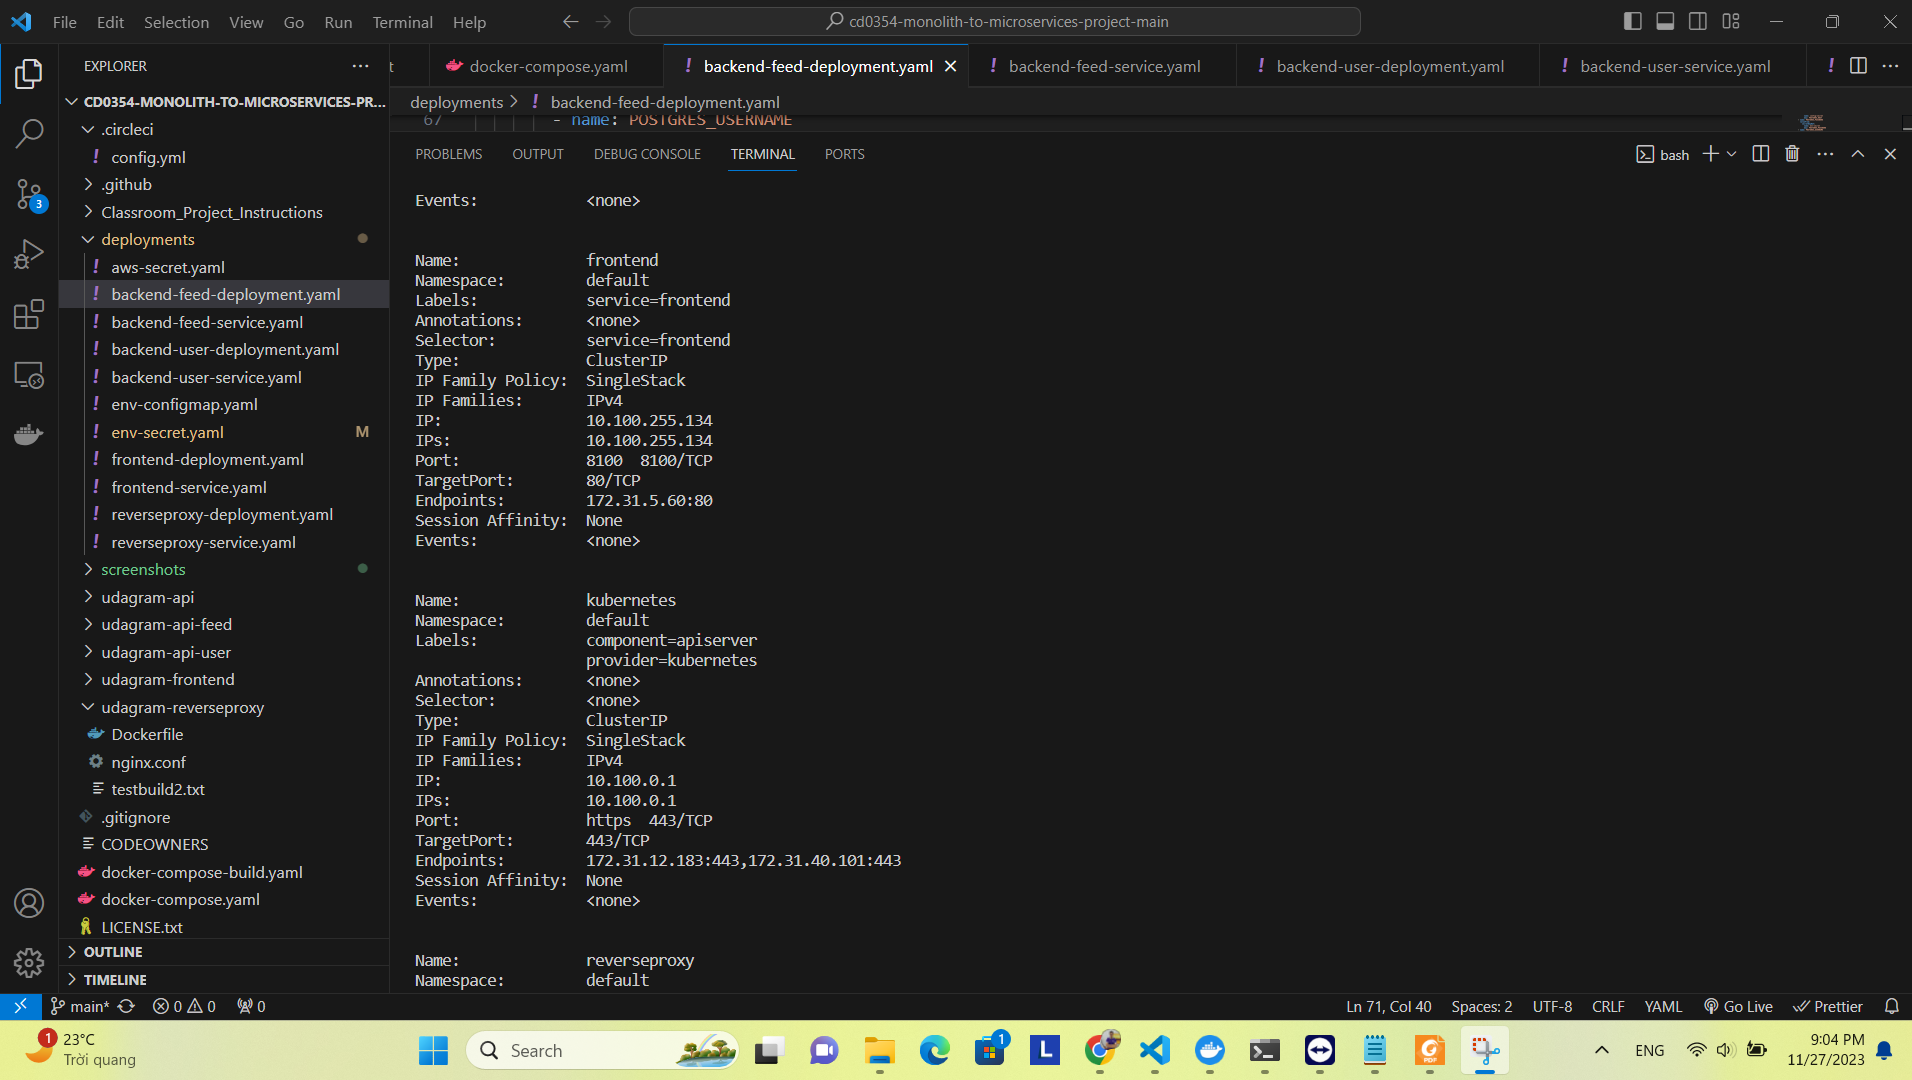 File Edit Selection View Go Run Terminal Help
cd0354-monolith-to-microservices-project-main
EXPLORER
t docker-compose.yaml backend-feed-deployment.yaml backend-feed-service.yaml backend-user-deployment.yaml backend-user-service.yaml
CD0354-MONOLITH-TO-MICROSERVICES-PR...
deployments > backend-feed-deployment.yaml
67 - name: POSTGRES_USERNAME
.circleci
config.yml
.github
Classroom_Project_Instructions
deployments
aws-secret.yaml
backend-feed-deployment.yaml
backend-feed-service.yaml
backend-user-deployment.yaml
backend-user-service.yaml
env-configmap.yaml
env-secret.yaml M
frontend-deployment.yaml
frontend-service.yaml
reverseproxy-deployment.yaml
reverseproxy-service.yaml
screenshots
udagram-api
udagram-api-feed
udagram-api-user
udagram-frontend
udagram-reverseproxy
Dockerfile
nginx.conf
testbuild2.txt
.gitignore
CODEOWNERS
docker-compose-build.yaml
docker-compose.yaml
LICENSE.txt
OUTLINE
TIMELINE
3
PROBLEMS OUTPUT DEBUG CONSOLE TERMINAL PORTS
bash
Events: <none>
Name: frontend
Namespace: default
Labels: service=frontend
Annotations: <none>
Selector: service=frontend
Type: ClusterIP
IP Family Policy: SingleStack
IP Families: IPv4
IP: 10.100.255.134
IPs: 10.100.255.134
Port: 8100 8100/TCP
TargetPort: 80/TCP
Endpoints: 172.31.5.60:80
Session Affinity: None
Events: <none>
Name: kubernetes
Namespace: default
Labels: component=apiserver
provider=kubernetes
Annotations: <none>
Selector: <none>
Type: ClusterIP
IP Family Policy: SingleStack
IP Families: IPv4
IP: 10.100.0.1
IPs: 10.100.0.1
Port: https 443/TCP
TargetPort: 443/TCP
Endpoints: 172.31.12.183:443,172.31.40.101:443
Session Affinity: None
Events: <none>
Name: reverseproxy
Namespace: default
main* 0 0 0
Ln 71, Col 40 Spaces: 2 UTF-8 CRLF YAML Go Live Prettier
1
23°C
Trời quang
Search
1
L
PDF
ENG
9:04 PM
11/27/2023